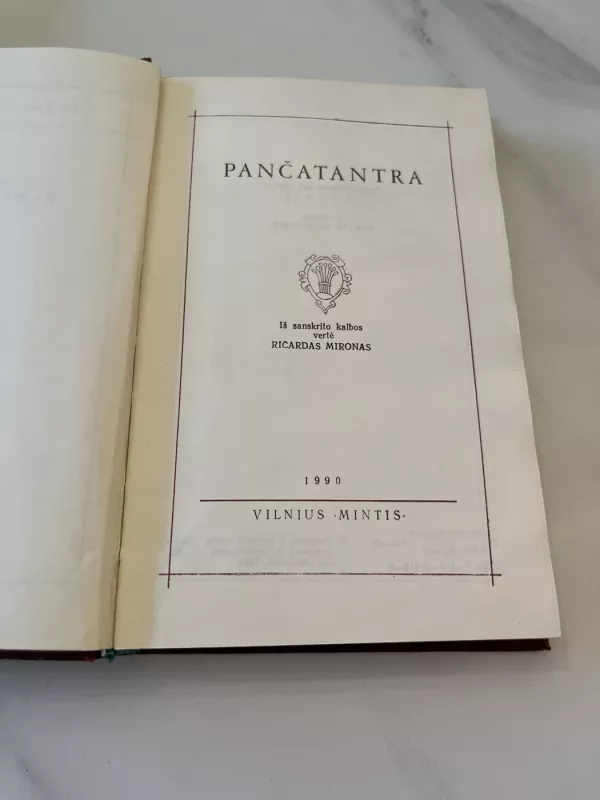 PANČATANTRA
Iš sanskrito kalbos
vertė
RIČARDAS MIRONAS
1990
VILNIUS ·MINTIS·